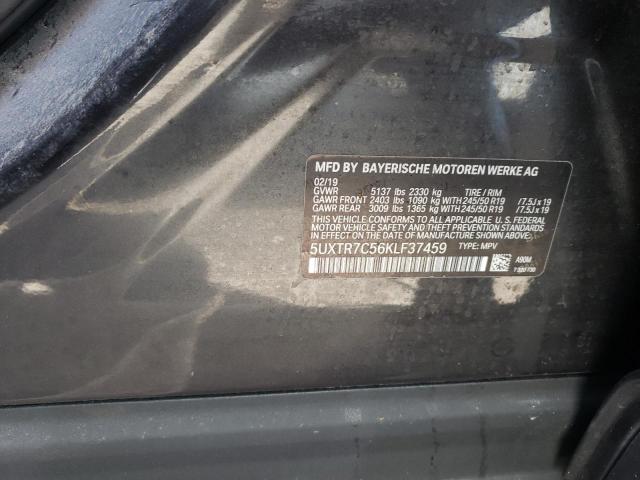 MFD BY BAYERISCHE MOTOREN WERKE AG
02/19
GVWR 5137 lbs 2330 kg TIRE / RIM
GAWR FRONT 2403 lbs 1090 kg WITH 245/50 R19 /7.5J x 19
GAWR REAR 3009 lbs 1365 kg WITH 245/50 R19 /7.5J x 19
THIS VEHICLE CONFORMS TO ALL APPLICABLE U.S. FEDERAL
MOTOR VEHICLE SAFETY AND THEFT PREVENTION STANDARDS
IN EFFECT ON THE DATE OF MANUFACTURE SHOWN ABOVE.
5UXTR7C56KLF37459 TYPE: MPV
A90M